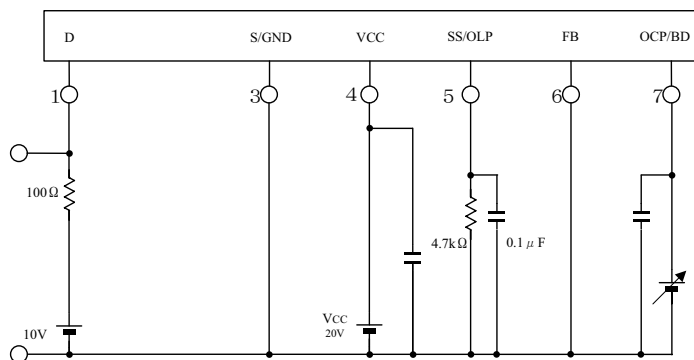 D S/GND VCC SS/OLP FB OCP/BD
1 3 4 5 6 7
100Ω
4.7kΩ 0.1μF
10V
VCC
20V